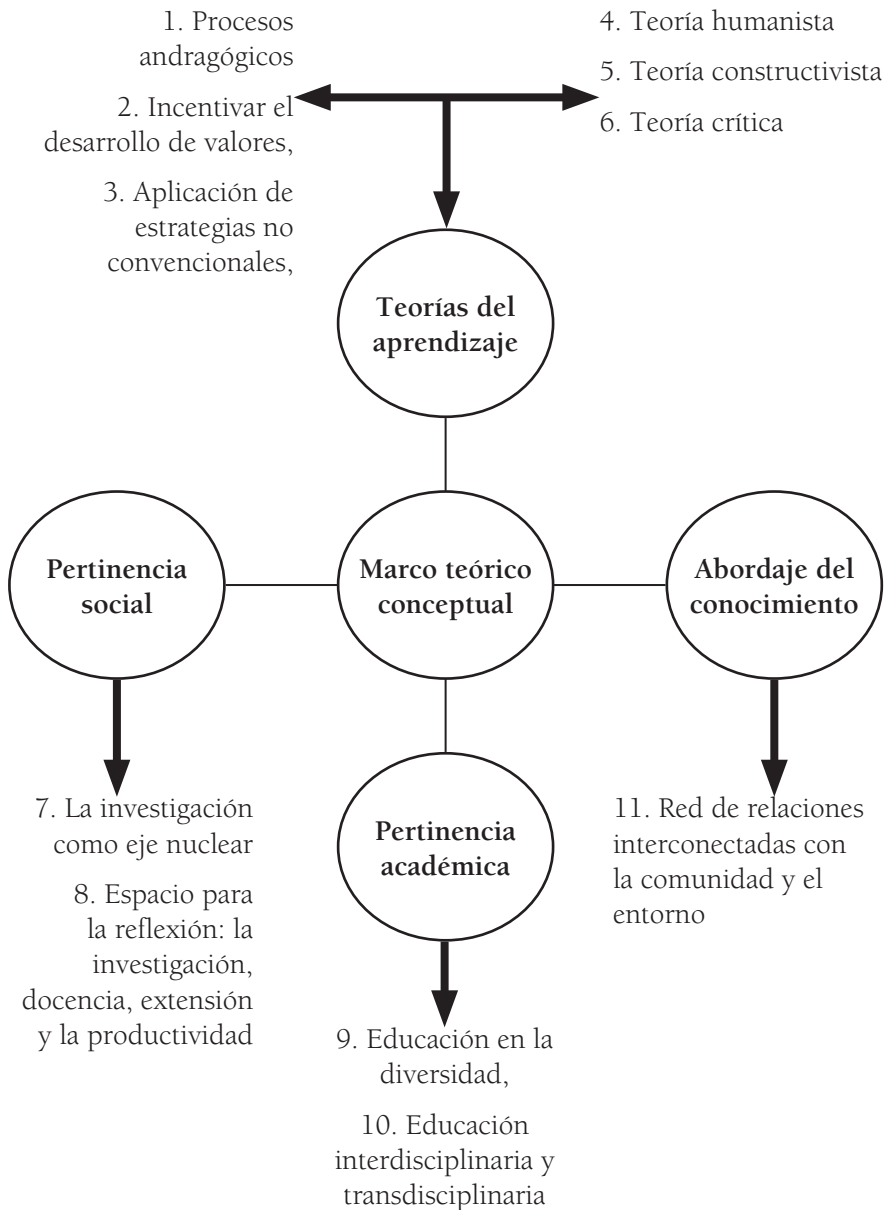 1. Procesos
andragógicos
2. Incentivar el
desarrollo de valores,
3. Aplicación de
estrategias no
convencionales,
4. Teoría humanista
5. Teoría constructivista
6. Teoría crítica
Teorías del
aprendizaje
Pertinencia
social
Marco teórico
conceptual
Abordaje del
conocimiento
7. La investigación
como eje nuclear
8. Espacio para
la reflexión: la
investigación,
docencia, extensión
y la productividad
Pertinencia
académica
11. Red de relaciones
interconectadas con
la comunidad y el
entorno
9. Educación en la
diversidad,
10. Educación
interdisciplinaria y
transdisciplinaria